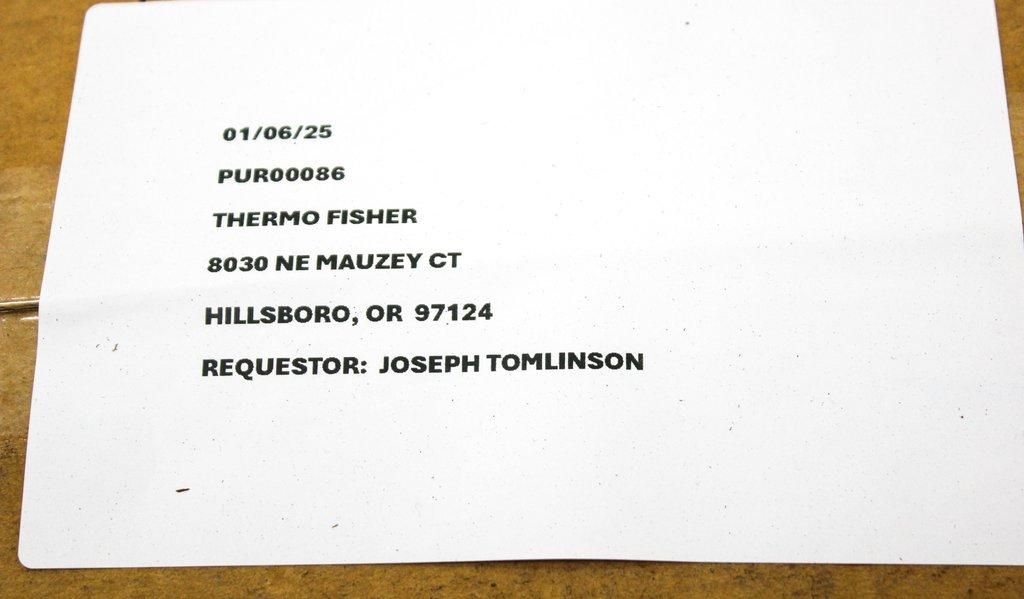 01/06/25
PUR00086
THERMO FISHER
8030 NE MAUZEY CT
HILLSBORO, OR 97124
REQUESTOR: JOSEPH TOMLINSON